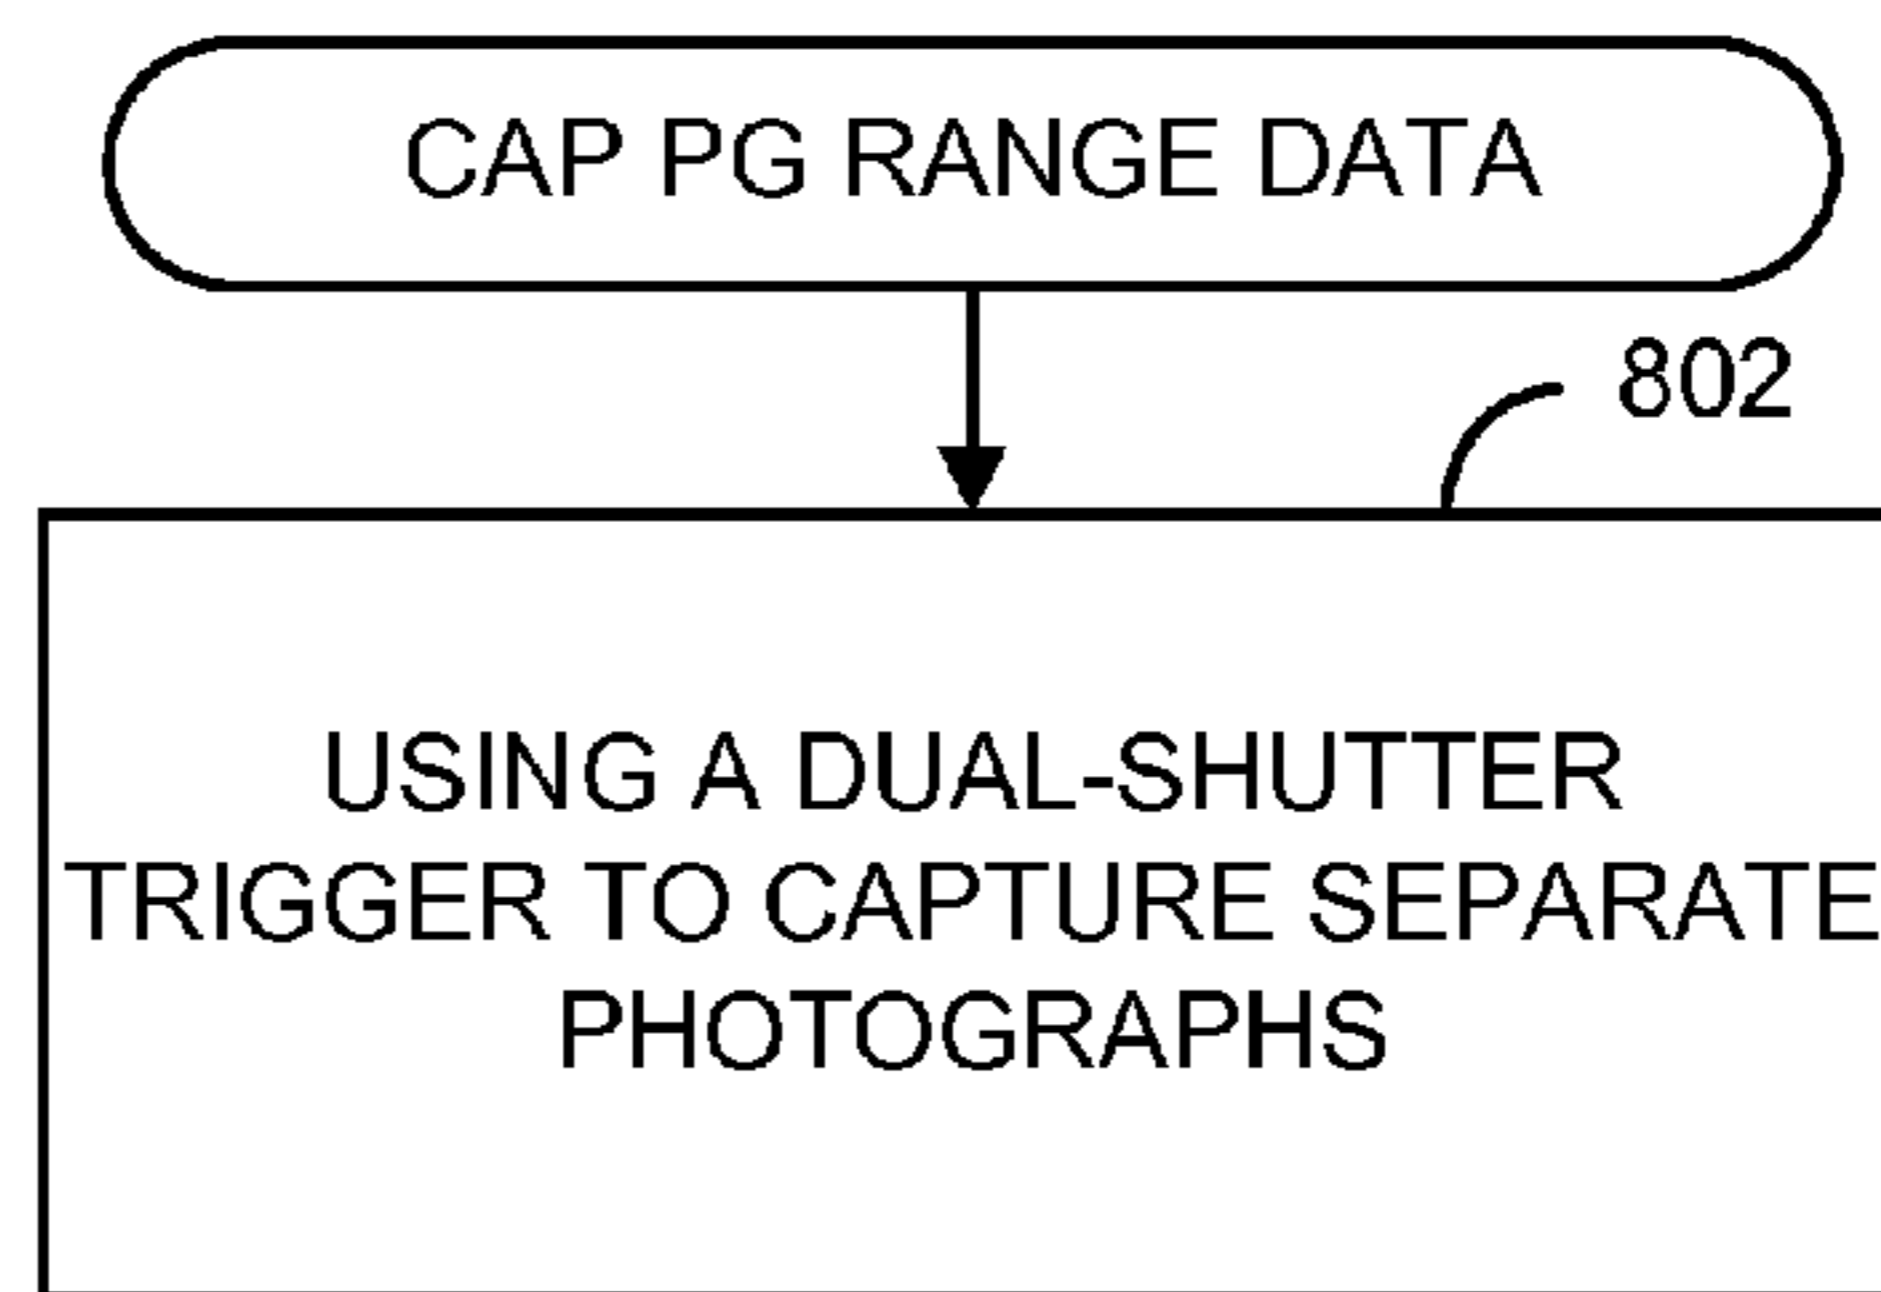 CAP PG RANGE DATA
802
USING A DUAL-SHUTTER
TRIGGER TO CAPTURE SEPARATE
PHOTOGRAPHS